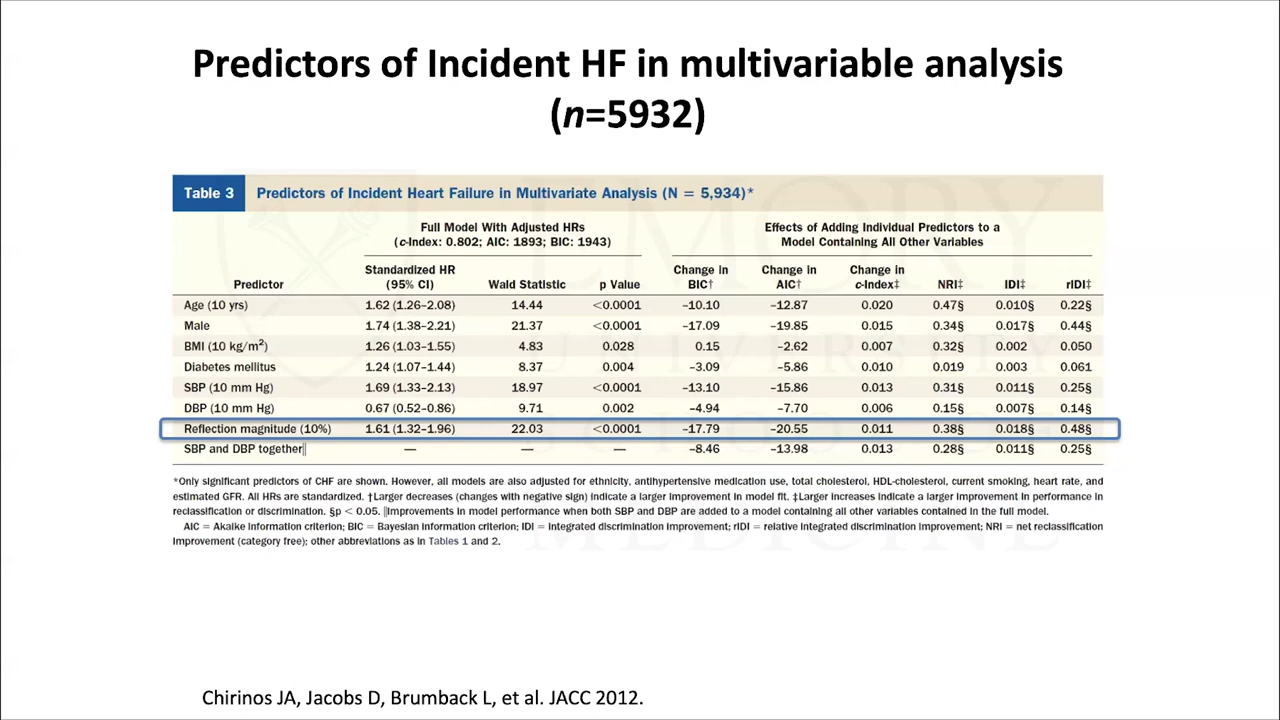 Predictors of Incident HF in multivariable analysis
(n=5932)
Table 3 Predictors of Incident Heart Failure in Multivariate Analysis (N = 5,934)*
Full Model With Adjusted HRs
(c-Index: 0.802; AIC: 1893; BIC: 1943)
Effects of Adding Individual Predictors to a
Model Containing All Other Variables
Predictor Standardized HR (95% CI) Wald Statistic p Value Change in BIC† Change in AIC† Change in c-Index‡ NRI‡ IDI‡ rIDI‡
Age (10 yrs) 1.62 (1.26–2.08) 14.44 <0.0001 –10.10 –12.87 0.020 0.47§ 0.010§ 0.22§
Male 1.74 (1.38–2.21) 21.37 <0.0001 –17.09 –19.85 0.015 0.34§ 0.017§ 0.44§
BMI (10 kg/m²) 1.26 (1.03–1.55) 4.83 0.028 0.15 –2.62 0.007 0.32§ 0.002 0.050
Diabetes mellitus 1.24 (1.07–1.44) 8.37 0.004 –3.09 –5.86 0.010 0.019 0.003 0.061
SBP (10 mm Hg) 1.69 (1.33–2.13) 18.97 <0.0001 –13.10 –15.86 0.013 0.31§ 0.011§ 0.25§
DBP (10 mm Hg) 0.67 (0.52–0.86) 9.71 0.002 –4.94 –7.70 0.006 0.15§ 0.007§ 0.14§
Reflection magnitude (10%) 1.61 (1.32–1.96) 22.03 <0.0001 –17.79 –20.55 0.011 0.38§ 0.018§ 0.48§
SBP and DBP together‖ — — — –8.46 –13.98 0.013 0.28§ 0.011§ 0.25§
*Only significant predictors of CHF are shown. However, all models are also adjusted for ethnicity, antihypertensive medication use, total cholesterol, HDL-cholesterol, current smoking, heart rate, and
estimated GFR. All HRs are standardized. †Larger decreases (changes with negative sign) indicate a larger improvement in model fit. ‡Larger increases indicate a larger improvement in performance in
reclassification or discrimination. §p < 0.05. ‖Improvements in model performance when both SBP and DBP are added to a model containing all other variables contained in the full model.
AIC = Akaike information criterion; BIC = Bayesian information criterion; IDI = integrated discrimination improvement; rIDI = relative integrated discrimination improvement; NRI = net reclassification
improvement (category free); other abbreviations as in Tables 1 and 2.
EMORY
UNIVERSITY
SCHOOL OF
MEDICINE
Chirinos JA, Jacobs D, Brumback L, et al. JACC 2012.